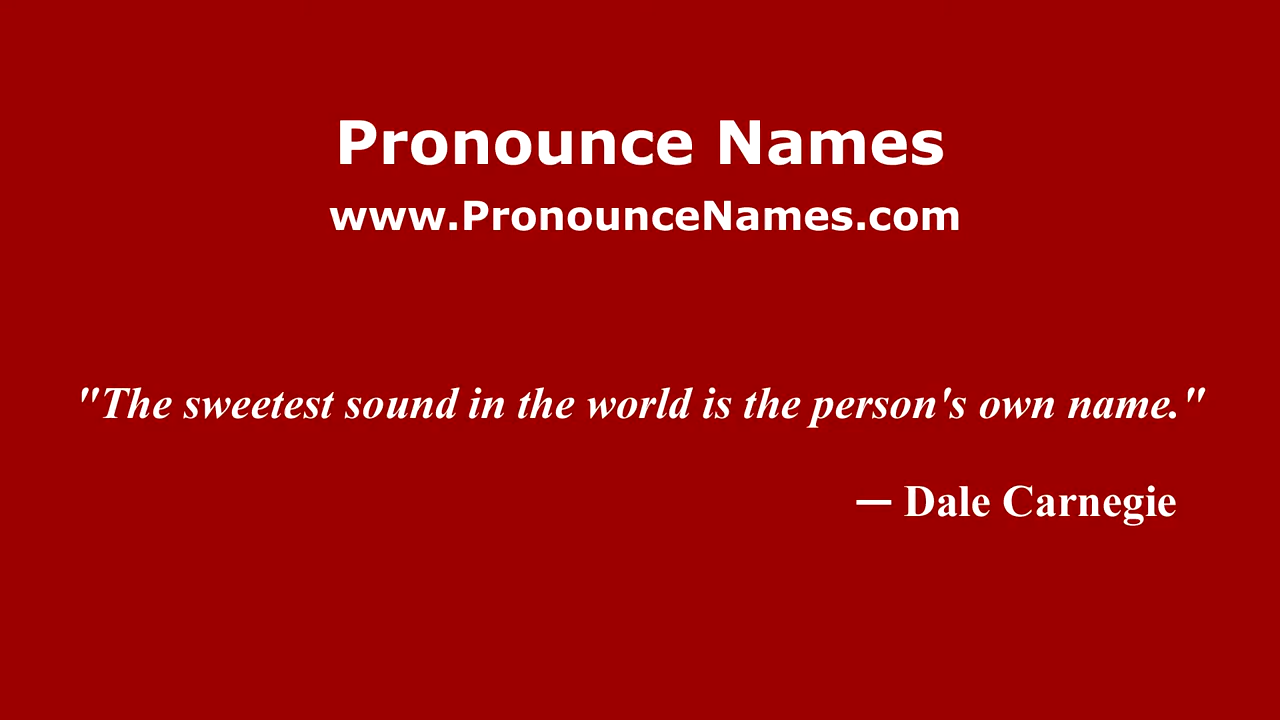 Pronounce Names
www.PronounceNames.com
"The sweetest sound in the world is the person's own name."
— Dale Carnegie